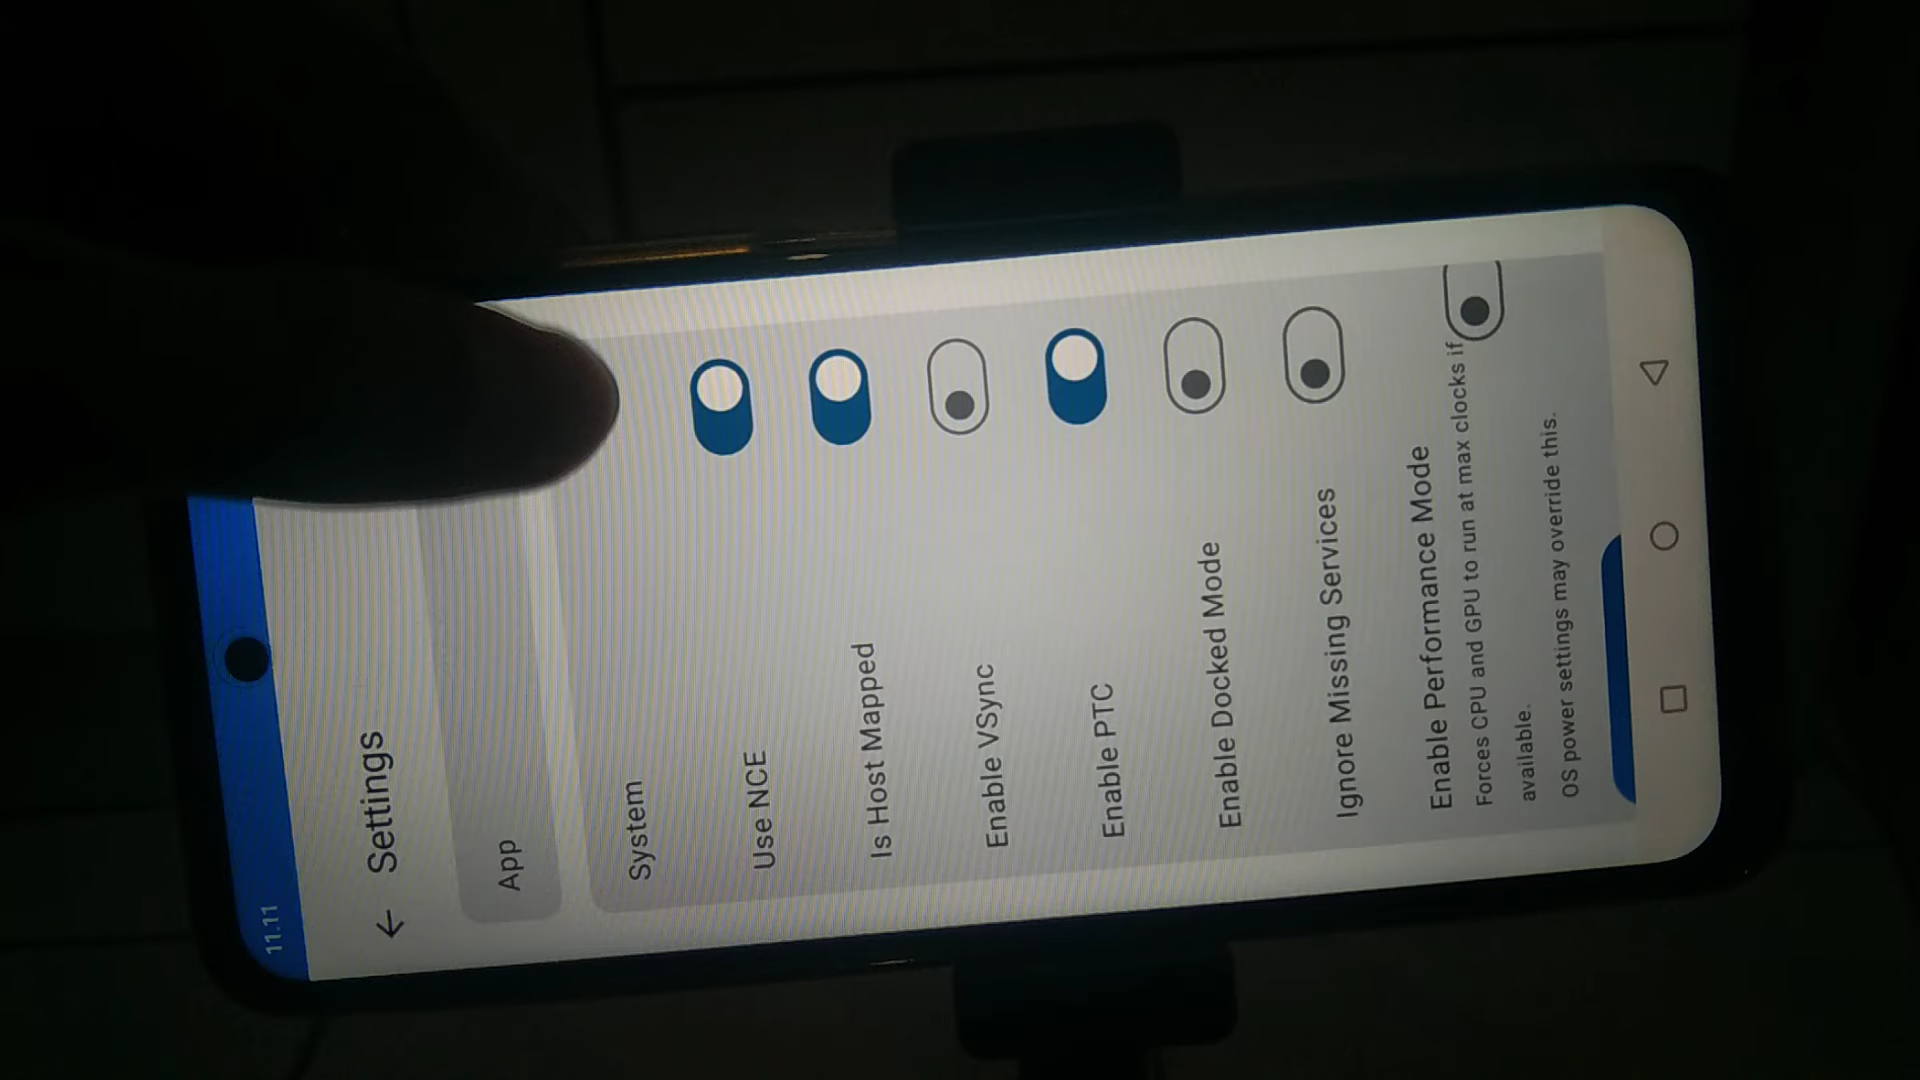 11.11
← Settings
App
System
Use NCE
Is Host Mapped
Enable VSync
Enable PTC
Enable Docked Mode
Ignore Missing Services
Enable Performance Mode
Forces CPU and GPU to run at max clocks if
available.
OS power settings may override this.